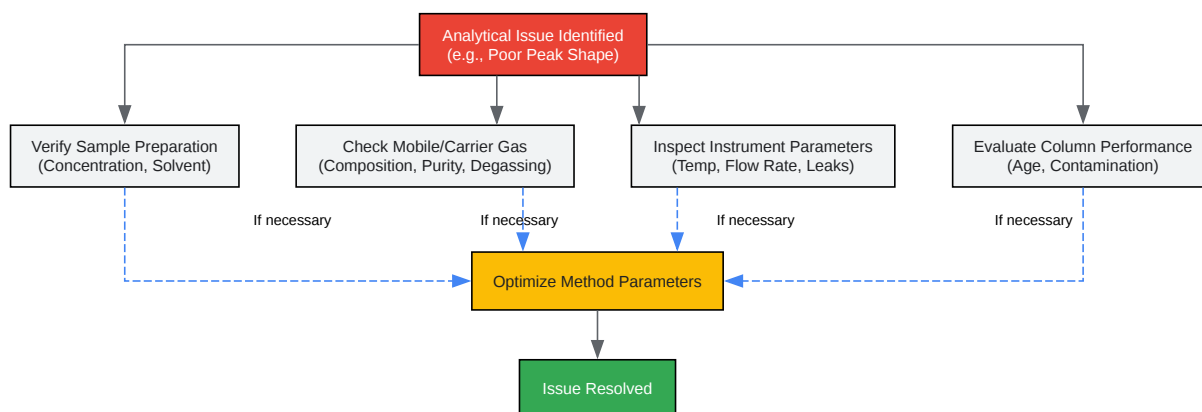 Analytical Issue Identified
(e.g., Poor Peak Shape)
Verify Sample Preparation
(Concentration, Solvent)
Check Mobile/Carrier Gas
(Composition, Purity, Degassing)
Inspect Instrument Parameters
(Temp, Flow Rate, Leaks)
Evaluate Column Performance
(Age, Contamination)
If necessary
If necessary
If necessary
If necessary
Optimize Method Parameters
Issue Resolved